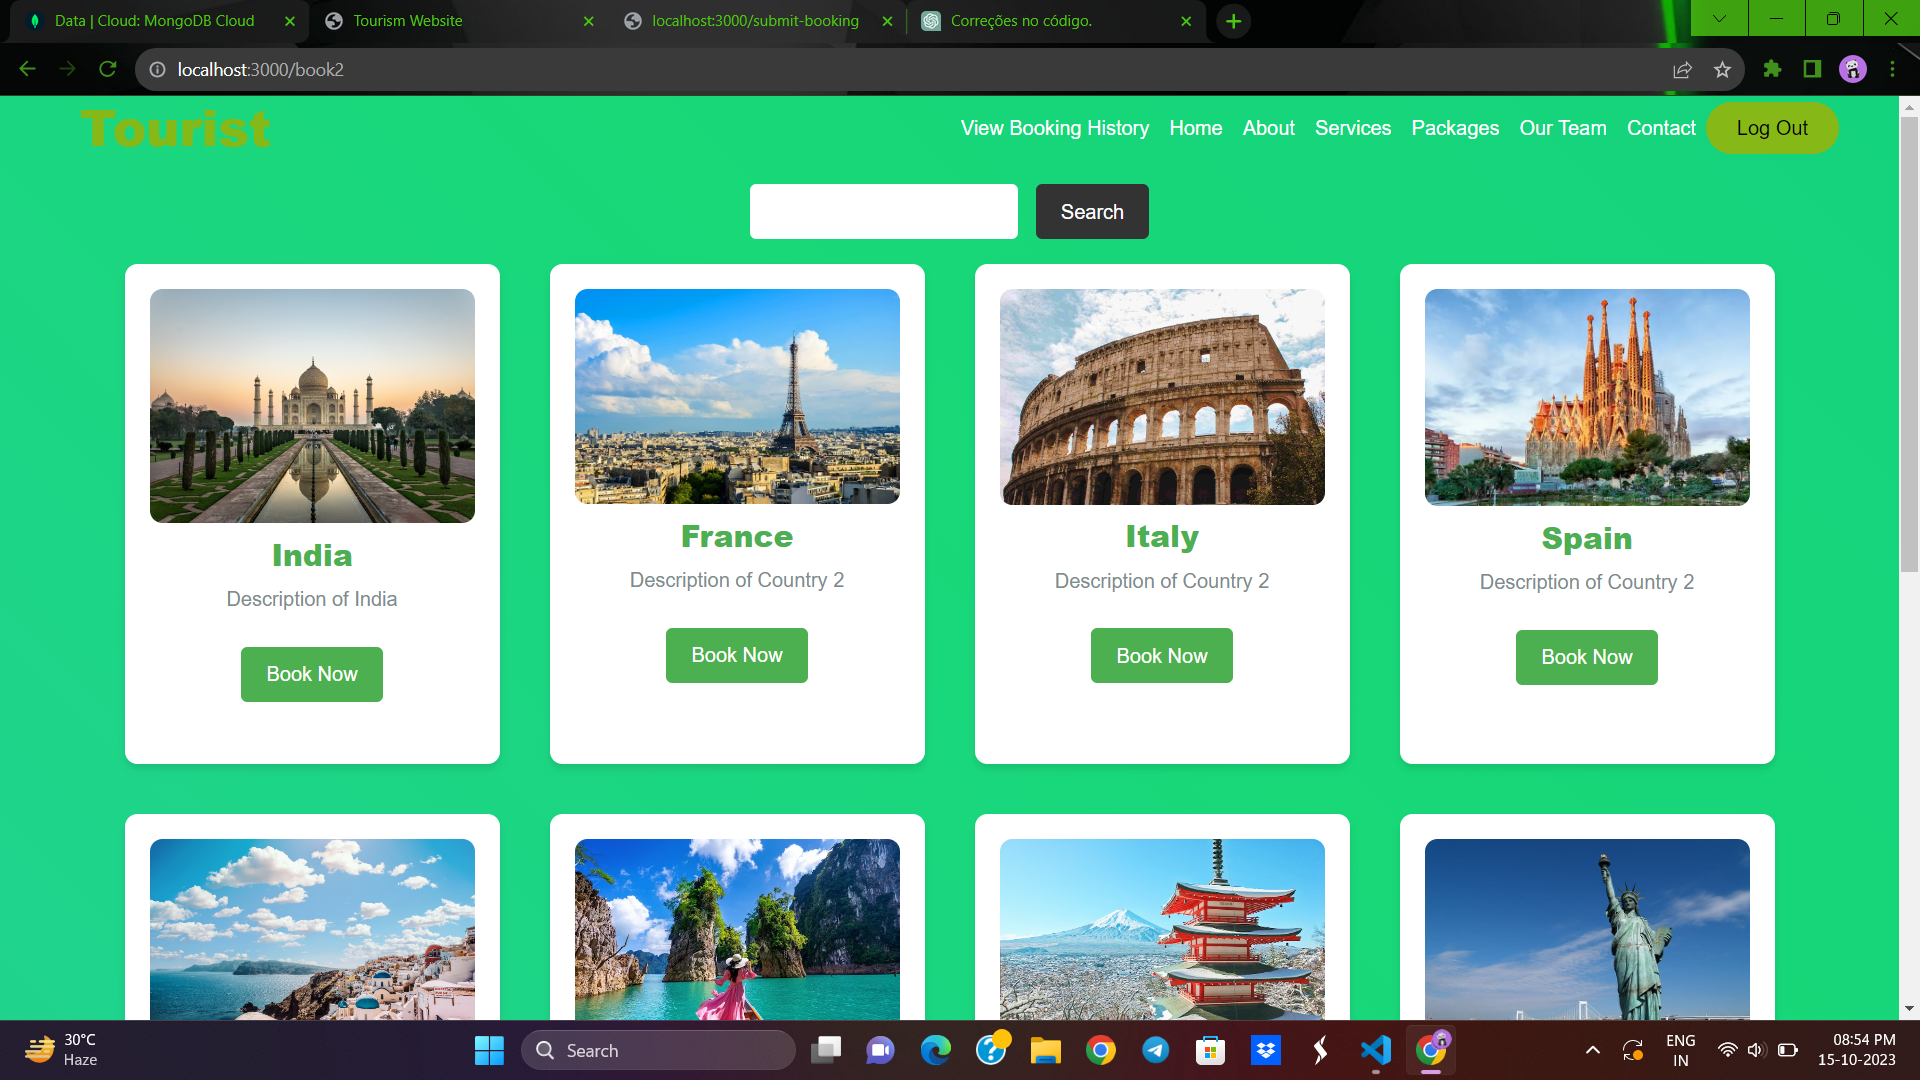 Data | Cloud: MongoDB Cloud
Tourism Website
localhost:3000/submit-booking
Correções no código.
localhost:3000/book2
Tourist
View Booking History Home About Services Packages Our Team Contact Log Out
Search
India
Description of India
Book Now
France
Description of Country 2
Book Now
Italy
Description of Country 2
Book Now
Spain
Description of Country 2
Book Now
30°C
Haze
Search
ENG
IN
08:54 PM
15-10-2023